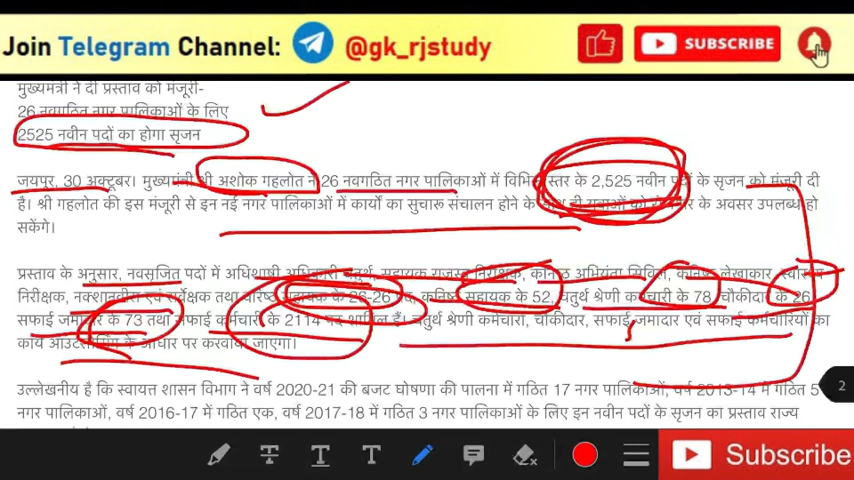 Join Telegram Channel: @gk_rjstudy SUBSCRIBE
मुख्यमंत्री ने दी प्रस्ताव को मंजूरी-
26 नवगठित नगर पालिकाओं के लिए
2525 नवीन पदों का होगा सृजन
जयपुर, 30 अक्टूबर। मुख्यमंत्री श्री अशोक गहलोत ने 26 नवगठित नगर पालिकाओं में स्तर के 2,525 नवीन पदों के सृजन को मंजूरी दी
है। श्री गहलोत की इस मंजूरी से इन नई नगर पालिकाओं में कार्यों का सुचारू संचालन होने के साथ ही युवाओं को के अवसर उपलब्ध हो
सकेंगे।
प्रस्ताव के अनुसार, नवसृजित पदों में अधिशाषी अधिकारी चतुर्थ, सहायक राजस्व निरीक्षक, कनिष्ठ अभियंता सिविल, कनिष्ठ लेखाकार, स्वास्थ्य
निरीक्षक, नक्शानवीस एवं सर्वेक्षक तथा वरिष्ठ सहायक के 26-26 पद, कनिष्ठ सहायक के 52, चतुर्थ श्रेणी कर्मचारी के 78, चौकीदार के 26,
सफाई जमादार के 73 तथा सफाई कर्मचारी के 2114 पद शामिल हैं। चतुर्थ श्रेणी कर्मचारी, चौकीदार, सफाई जमादार एवं सफाई कर्मचारियों का
कार्य आउटसोर्सिंग के आधार पर करवाया जाएगा।
उल्लेखनीय है कि स्वायत्त शासन विभाग ने वर्ष 2020-21 की बजट घोषणा की पालना में गठित 17 नगर पालिकाओं, वर्ष 2013-14 में गठित 5
नगर पालिकाओं, वर्ष 2016-17 में गठित एक, वर्ष 2017-18 में गठित 3 नगर पालिकाओं के लिए इन नवीन पदों के सृजन का प्रस्ताव राज्य
2
T T T Subscribe